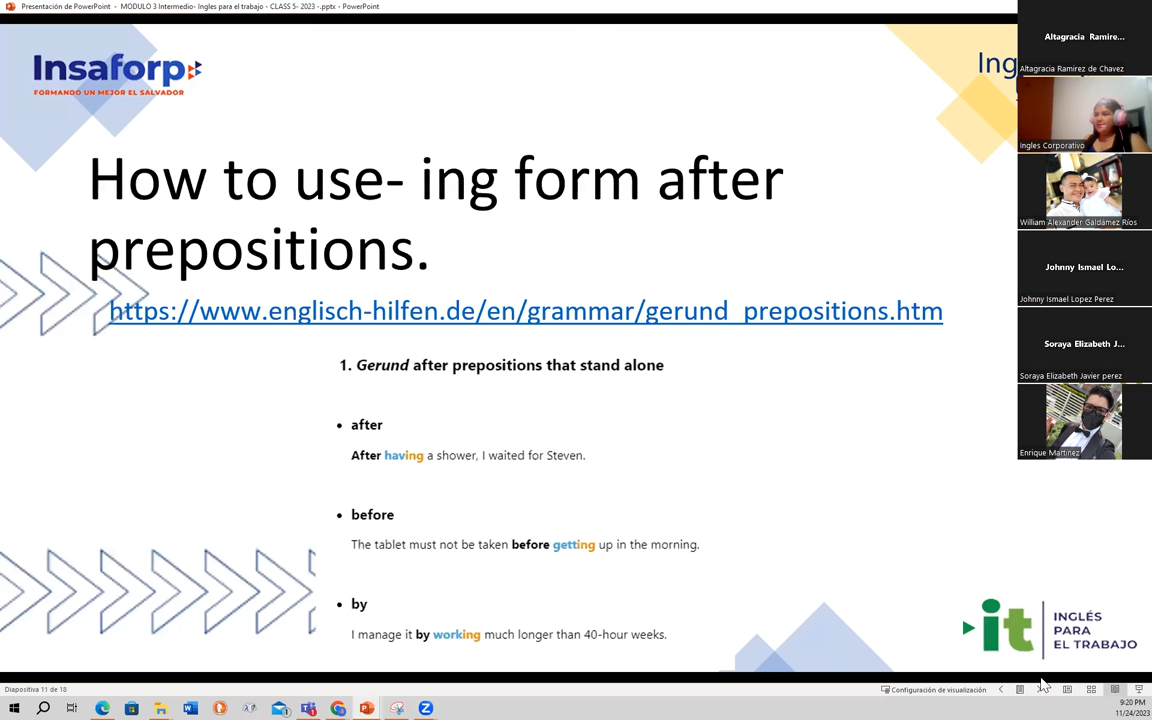 Presentación de PowerPoint - MODULO 3 Intermedio- Ingles para el trabajo - CLASS 5- 2023 -.pptx - PowerPoint
Insaforp
FORMANDO UN MEJOR EL SALVADOR
Ing
Altagracia Ramire...
Altagracia Ramirez de Chavez
Ingles Corporativo
William Alexander Galdámez Ríos
Johnny Ismael Lo...
Johnny Ismael Lopez Perez
Soraya Elizabeth J...
Soraya Elizabeth Javier perez
Enrique Martinez
How to use- ing form after
prepositions.
https://www.englisch-hilfen.de/en/grammar/gerund_prepositions.htm
1. Gerund after prepositions that stand alone
• after
After having a shower, I waited for Steven.
• before
The tablet must not be taken before getting up in the morning.
• by
I manage it by working much longer than 40-hour weeks.
it
INGLÉS
PARA
EL TRABAJO
Diapositiva 11 de 18
Configuración de visualización
9:20 PM
11/24/2023